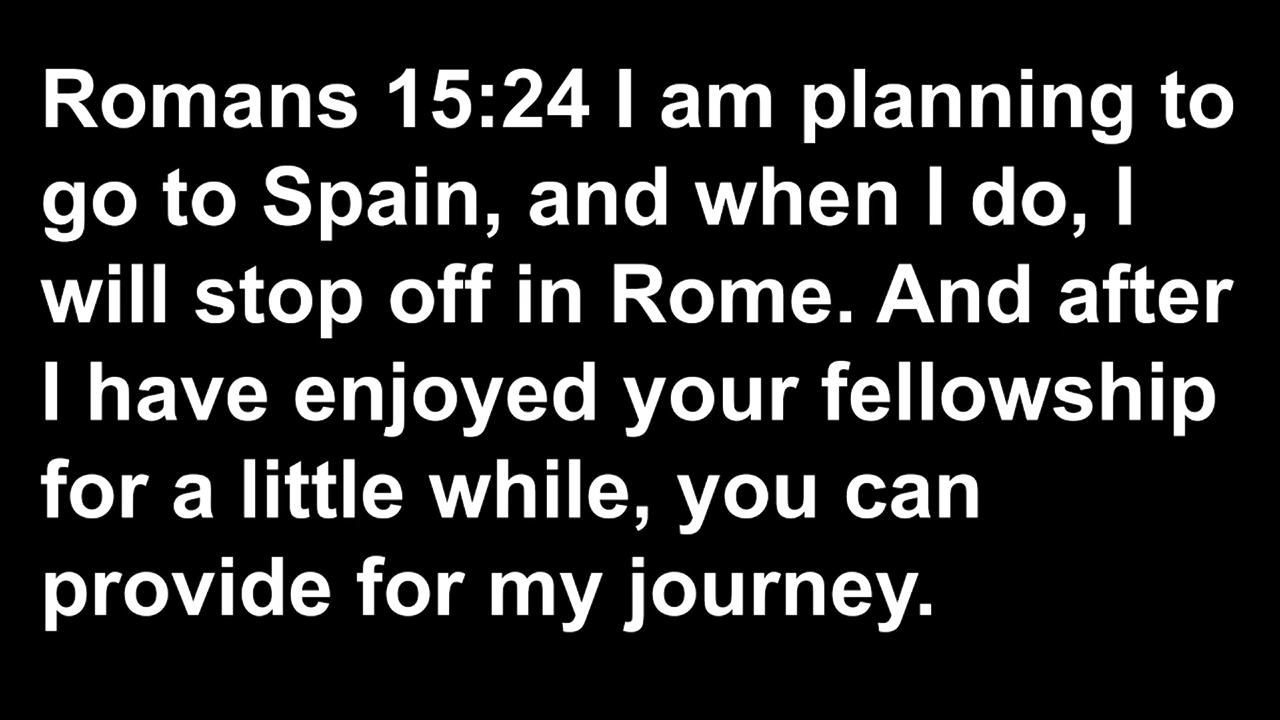 Romans 15:24 I am planning to
go to Spain, and when I do, I
will stop off in Rome. And after
I have enjoyed your fellowship
for a little while, you can
provide for my journey.